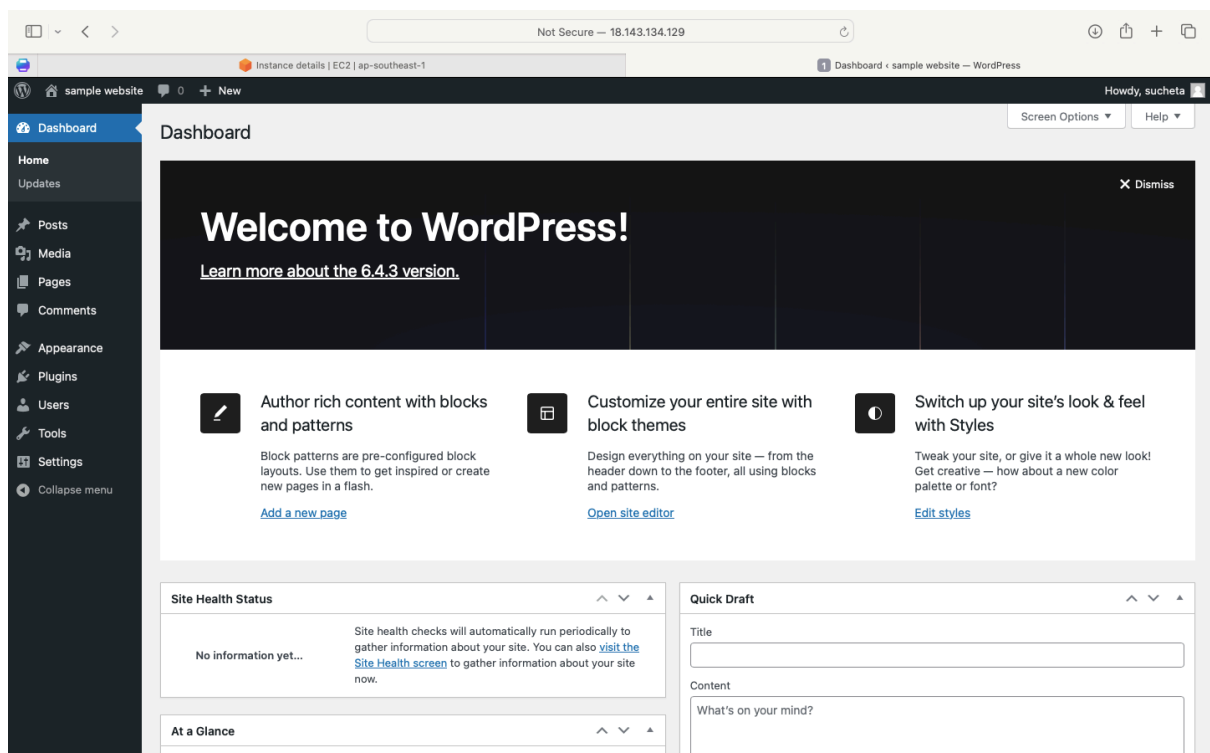 Not Secure — 18.143.134.129
Instance details | EC2 | ap-southeast-1
1 Dashboard ‹ sample website — WordPress
sample website 0 New
Howdy, sucheta
Screen Options ▼ Help ▼
Dashboard
Home
Updates
Posts
Media
Pages
Comments
Appearance
Plugins
Users
Tools
Settings
Collapse menu
Dashboard
Dismiss
Welcome to WordPress!
Learn more about the 6.4.3 version.
Author rich content with blocks
and patterns
Block patterns are pre-configured block
layouts. Use them to get inspired or create
new pages in a flash.
Add a new page
Customize your entire site with
block themes
Design everything on your site — from the
header down to the footer, all using blocks
and patterns.
Open site editor
Switch up your site’s look & feel
with Styles
Tweak your site, or give it a whole new look!
Get creative — how about a new color
palette or font?
Edit styles
Site Health Status
No information yet...
Site health checks will automatically run periodically to
gather information about your site. You can also visit the
Site Health screen to gather information about your site
now.
At a Glance
Quick Draft
Title
Content
What’s on your mind?